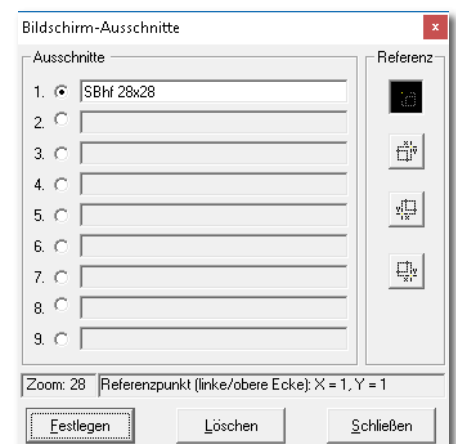 Bildschirm-Ausschnitte x
Ausschnitte
Referenz
1. SBhf 28x28
2.
3.
4.
5.
6.
7.
8.
9.
Zoom: 28 Referenzpunkt (linke/obere Ecke): X = 1, Y = 1
Festlegen Löschen Schließen